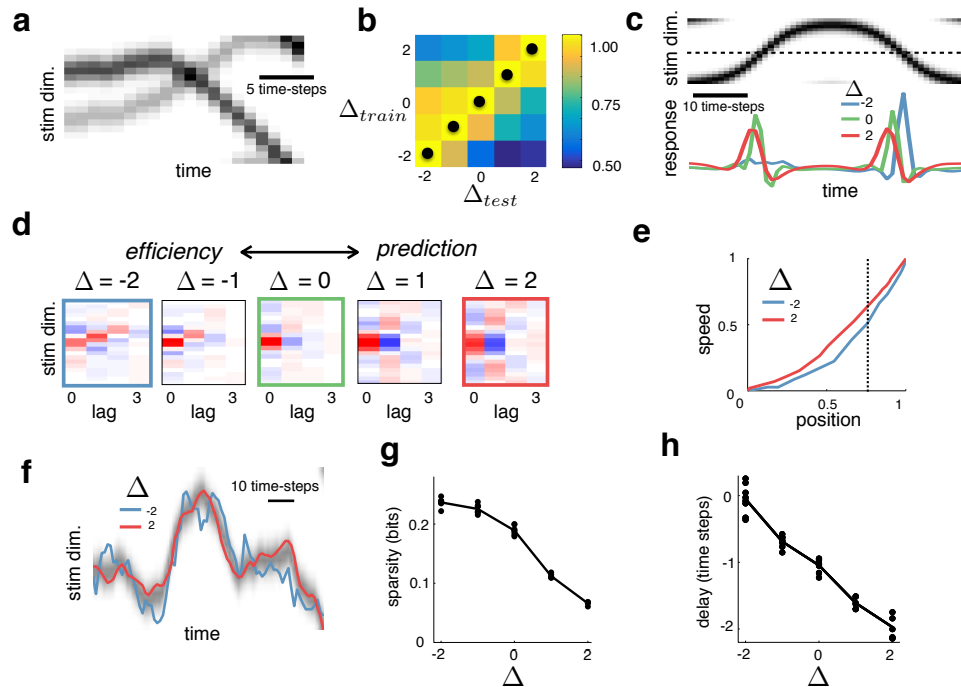 a
stim dim.
5 time-steps
time
b
2
0
-2
Δtrain
-2 0 2
Δtest
1.00
0.75
0.50
c
stim dim.
10 time-steps
Δ
-2
0
2
response
time
d
efficiency prediction
Δ = -2 Δ = -1 Δ = 0 Δ = 1 Δ = 2
stim dim.
0 3 0 3 0 3 0 3 0 3
lag lag lag lag lag
e
Δ
-2
2
speed
1
0.5
0
0 0.5 1
position
f
Δ
-2
2
10 time-steps
stim dim.
time
g
sparsity (bits)
0.2
0.1
0
-2 0 2
Δ
h
delay (time steps)
0
-1
-2
-2 0 2
Δ